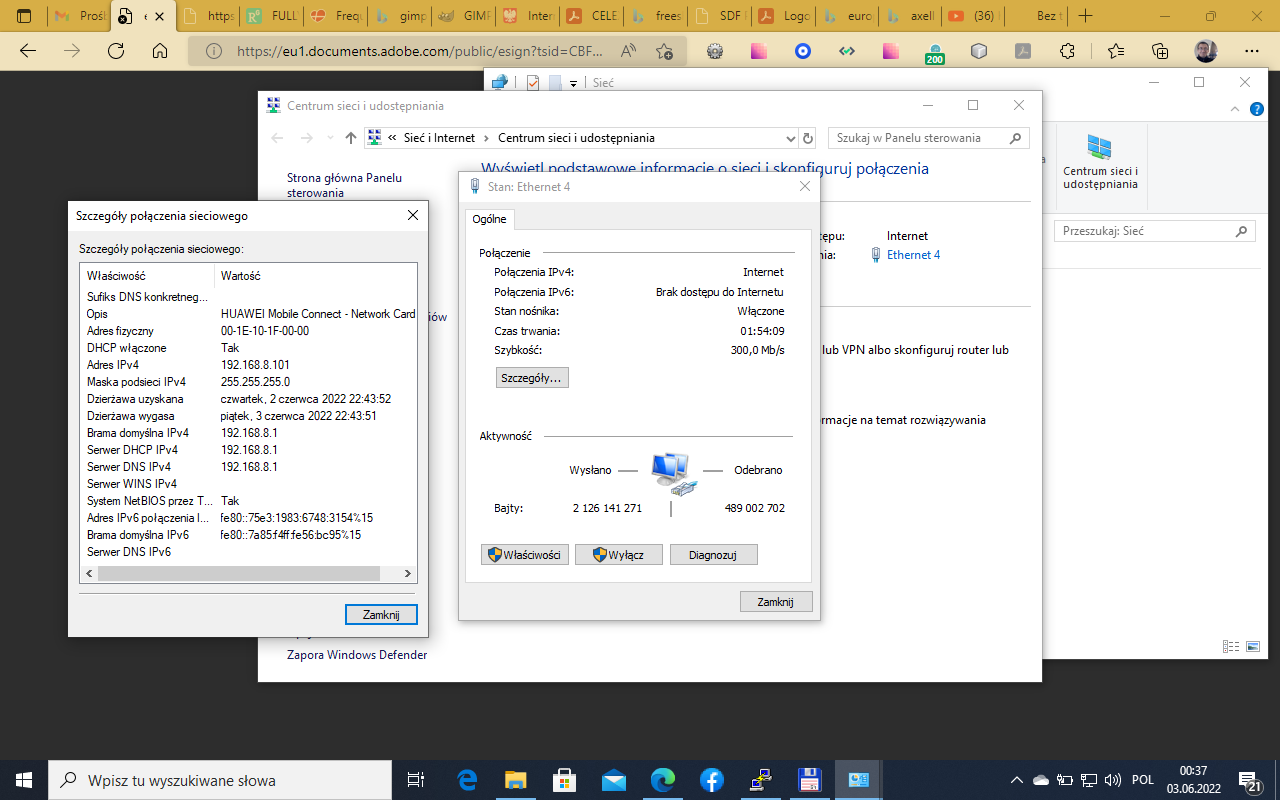 Prośl
e
https
FULL
Frequ
gimp
GIMF
Inter
CELE
frees
SDF
Logo
euro
axell
(36)
Bez t
https://eu1.documents.adobe.com/public/esign?tsid=CBF...
200
Sieć
Centrum sieci i
udostępniania
Przeszukaj: Sieć
Centrum sieci i udostępniania
« Sieć i Internet > Centrum sieci i udostępniania
Szukaj w Panelu sterowania
Strona główna Panelu
sterowania
Wyświetl podstawowe informacje o sieci i skonfiguruj połączenia
tępu: Internet
nia: Ethernet 4
iów
lub VPN albo skonfiguruj router lub
rmacje na temat rozwiązywania
Zapora Windows Defender
Stan: Ethernet 4
Ogólne
Połączenie
Połączenia IPv4: Internet
Połączenia IPv6: Brak dostępu do Internetu
Stan nośnika: Włączone
Czas trwania: 01:54:09
Szybkość: 300,0 Mb/s
Szczegóły...
Aktywność
Wysłano — Odebrano
Bajty: 2 126 141 271 | 489 002 702
Właściwości Wyłącz Diagnozuj
Zamknij
Szczegóły połączenia sieciowego
Szczegóły połączenia sieciowego:
Właściwość Wartość
Sufiks DNS konkretneg...
Opis HUAWEI Mobile Connect - Network Card
Adres fizyczny 00-1E-10-1F-00-00
DHCP włączone Tak
Adres IPv4 192.168.8.101
Maska podsieci IPv4 255.255.255.0
Dzierżawa uzyskana czwartek, 2 czerwca 2022 22:43:52
Dzierżawa wygasa piątek, 3 czerwca 2022 22:43:51
Brama domyślna IPv4 192.168.8.1
Serwer DHCP IPv4 192.168.8.1
Serwer DNS IPv4 192.168.8.1
Serwer WINS IPv4
System NetBIOS przez T... Tak
Adres IPv6 połączenia l... fe80::75e3:1983:6748:3154%15
Brama domyślna IPv6 fe80::7a85:f4ff:fe56:bc95%15
Serwer DNS IPv6
Zamknij
Wpisz tu wyszukiwane słowa
POL
00:37
03.06.2022
21